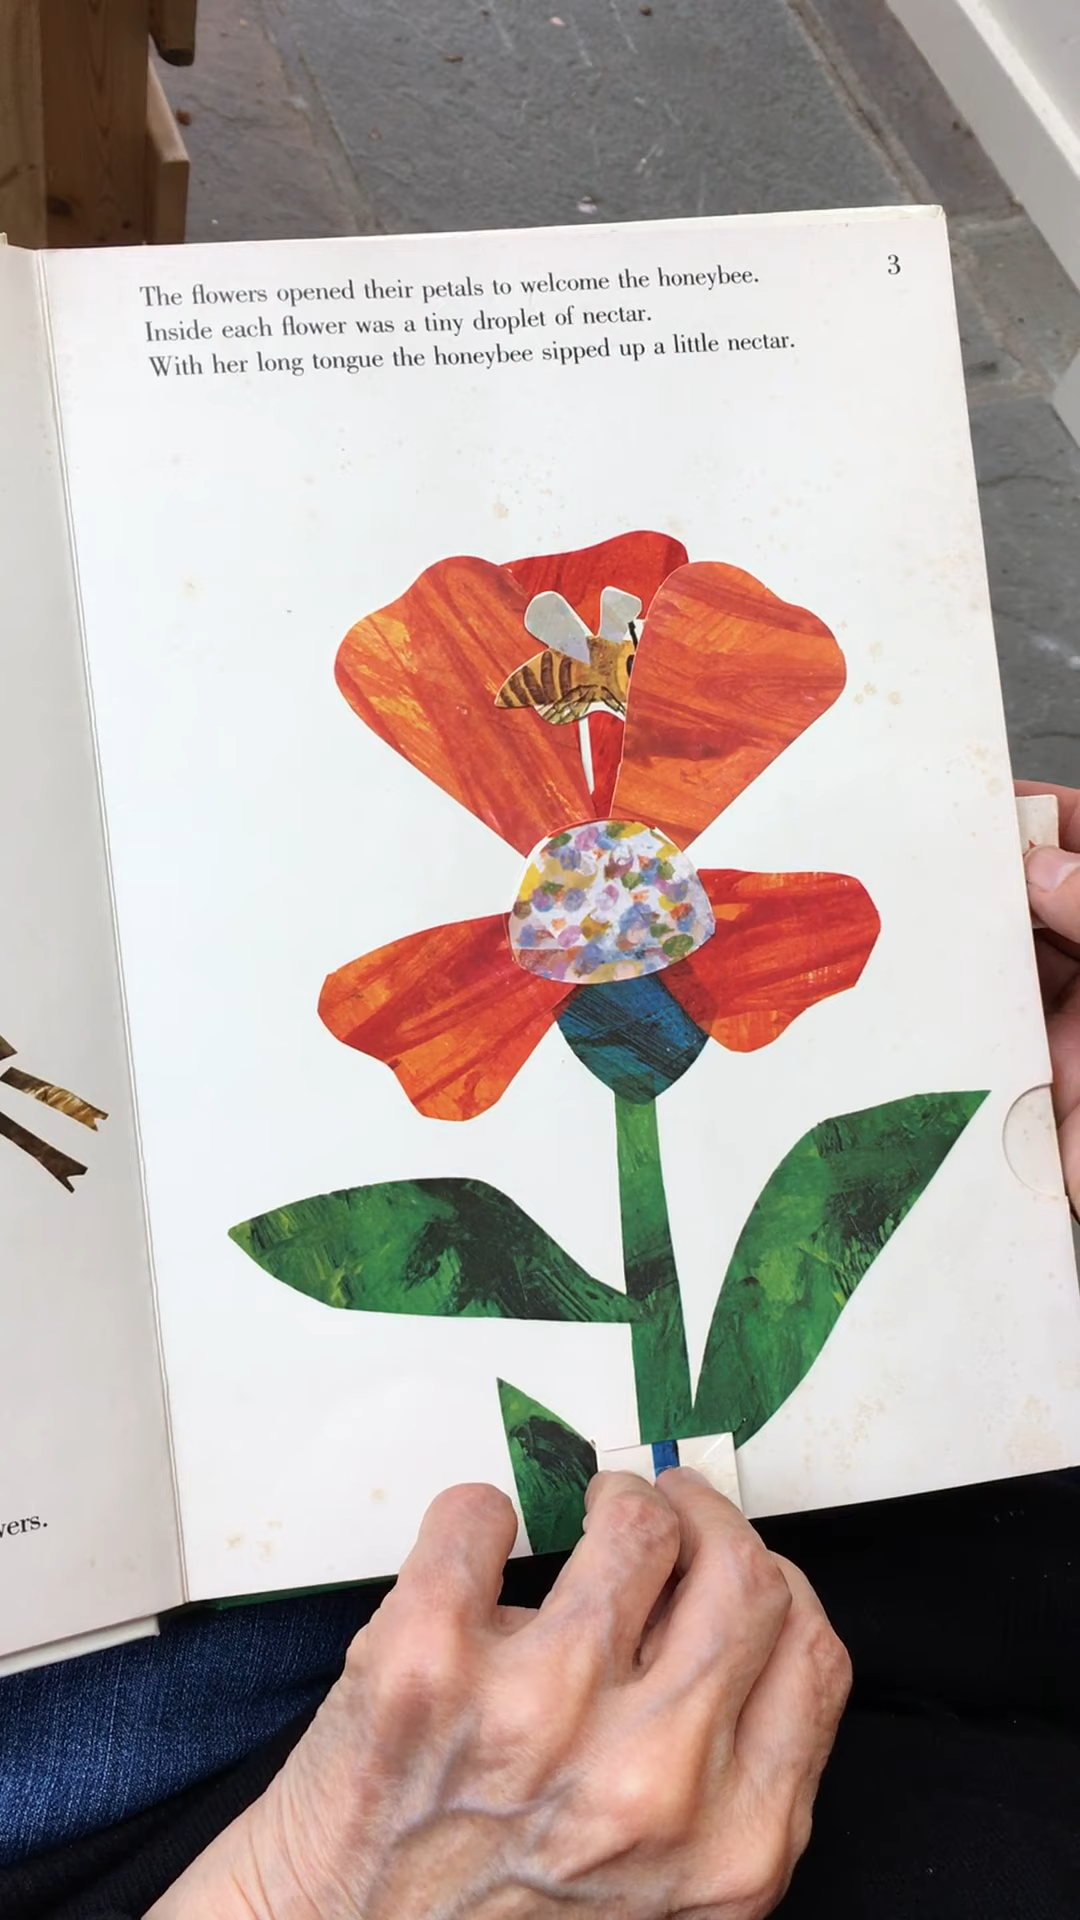 3
The flowers opened their petals to welcome the honeybee.
Inside each flower was a tiny droplet of nectar.
With her long tongue the honeybee sipped up a little nectar.